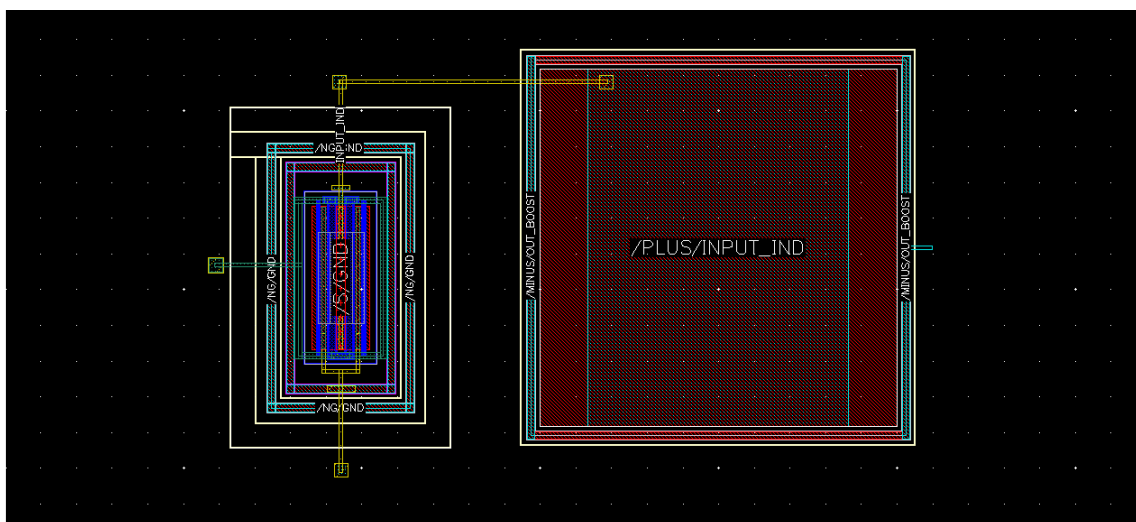 INPUT_IND
/NG/GND
/NG/GND
/S/GND
/NG/GND
/NG/GND
/MINUS/OUT_BOOST
/PLUS/INPUT_IND
/MINUS/OUT_BOOST